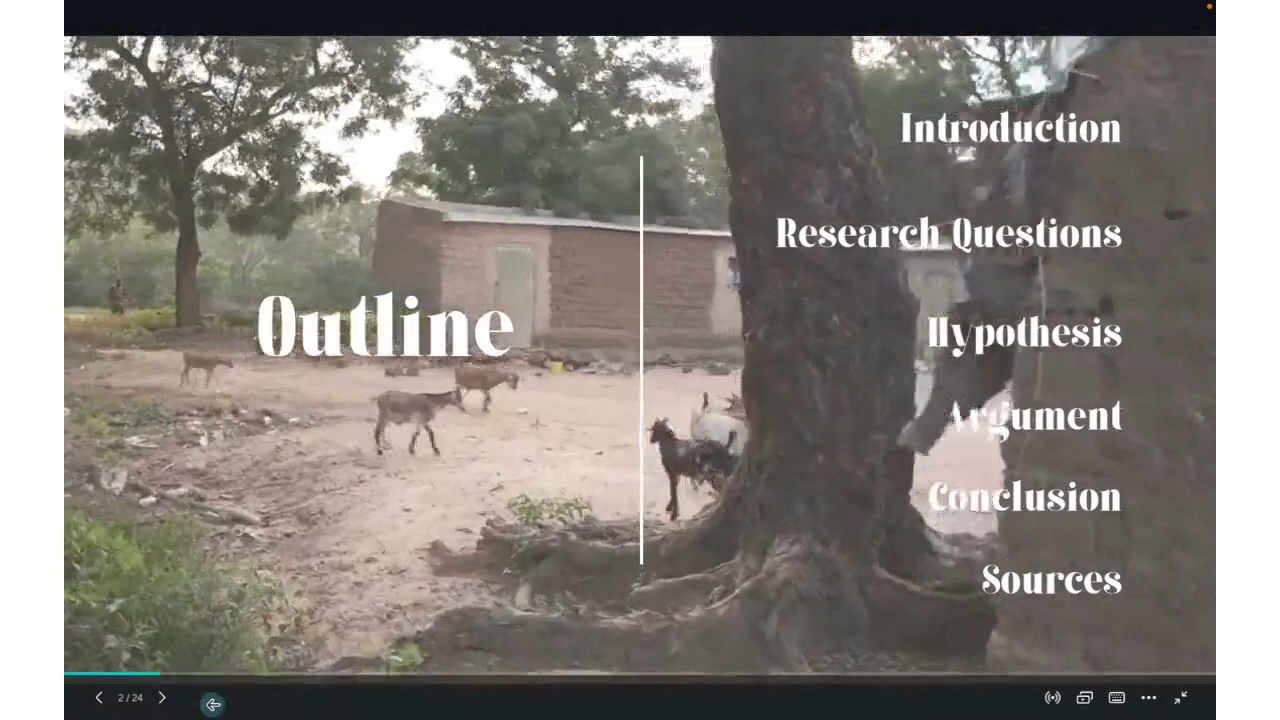 Outline
Introduction
Research Questions
Hypothesis
Argument
Conclusion
Sources
2 / 24